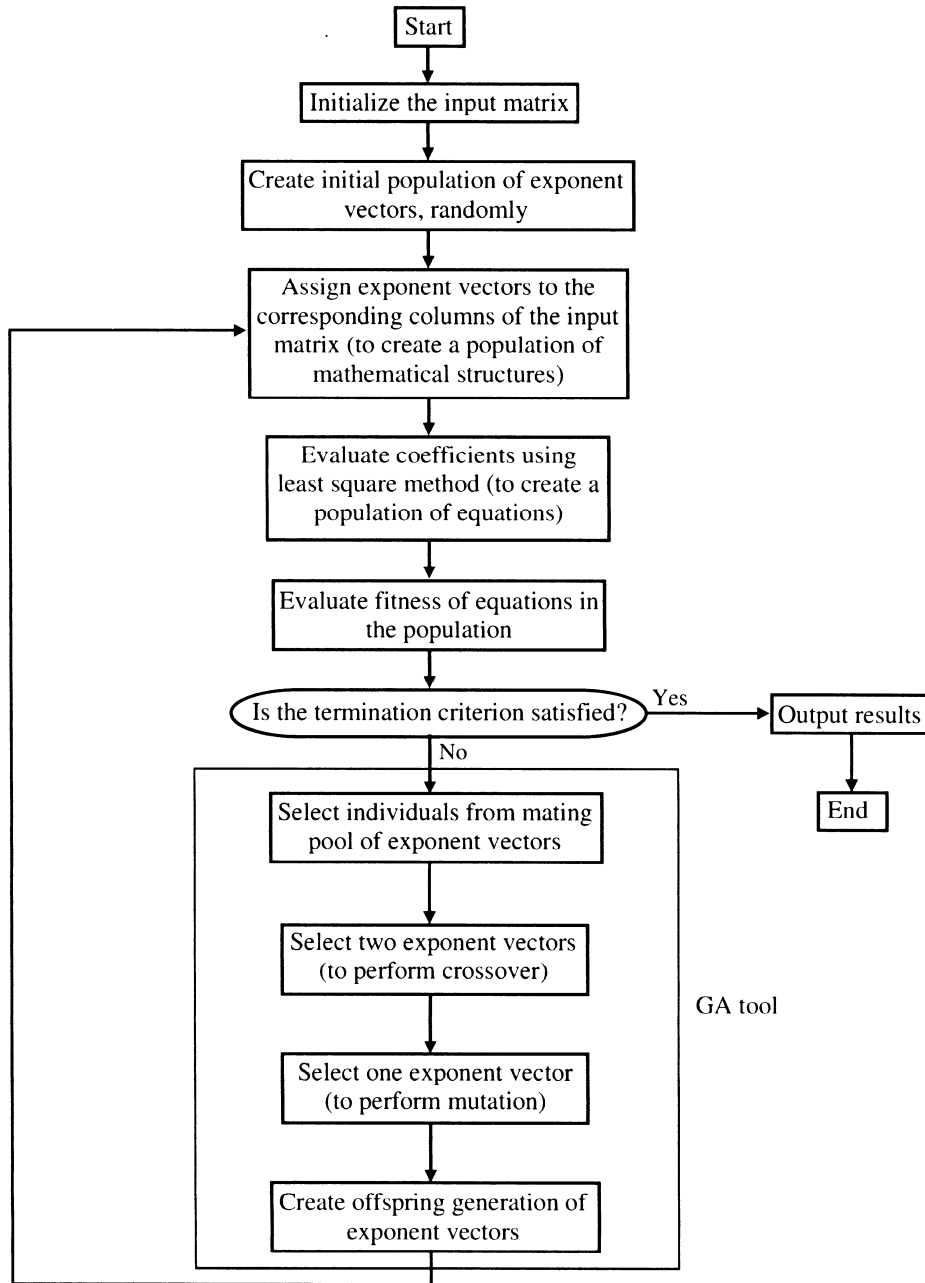 Start
Initialize the input matrix
Create initial population of exponent
vectors, randomly
Assign exponent vectors to the
corresponding columns of the input
matrix (to create a population of
mathematical structures)
Evaluate coefficients using
least square method (to create a
population of equations)
Evaluate fitness of equations in
the population
Is the termination criterion satisfied?
Yes
Output results
End
No
Select individuals from mating
pool of exponent vectors
Select two exponent vectors
(to perform crossover)
GA tool
Select one exponent vector
(to perform mutation)
Create offspring generation of
exponent vectors